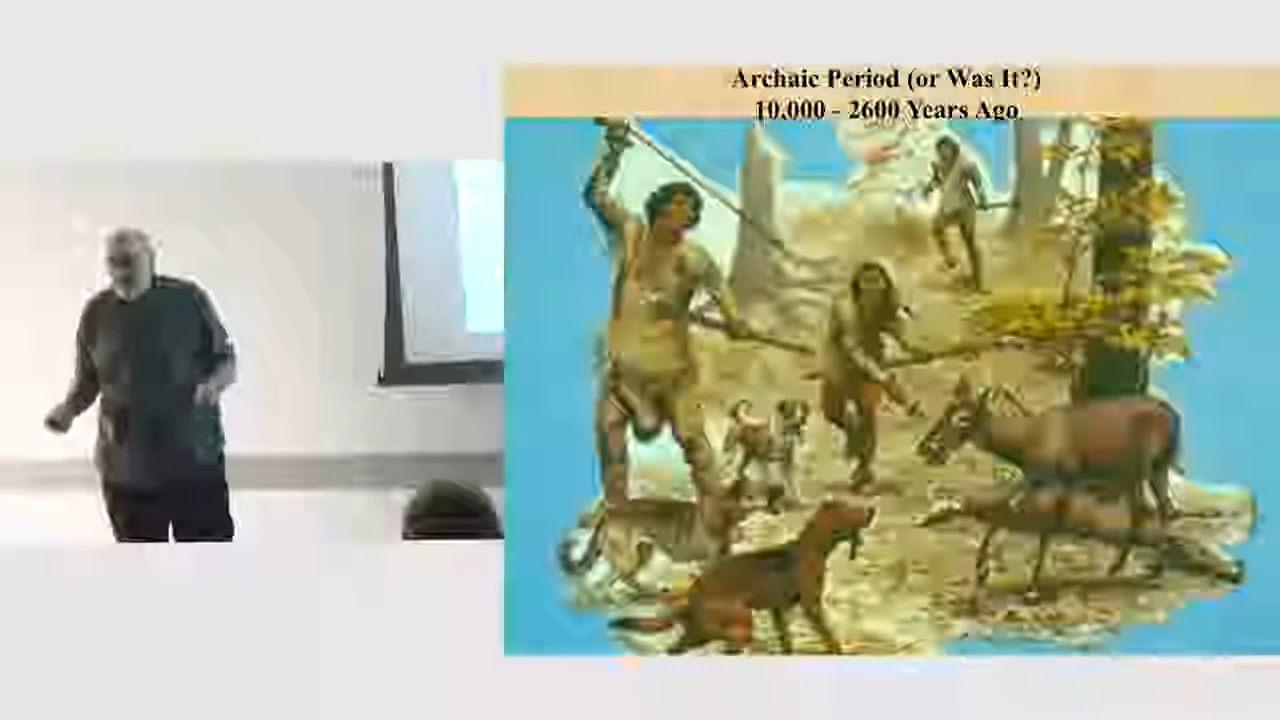 Archaic Period (or Was It?)
10,000 - 2600 Years Ago